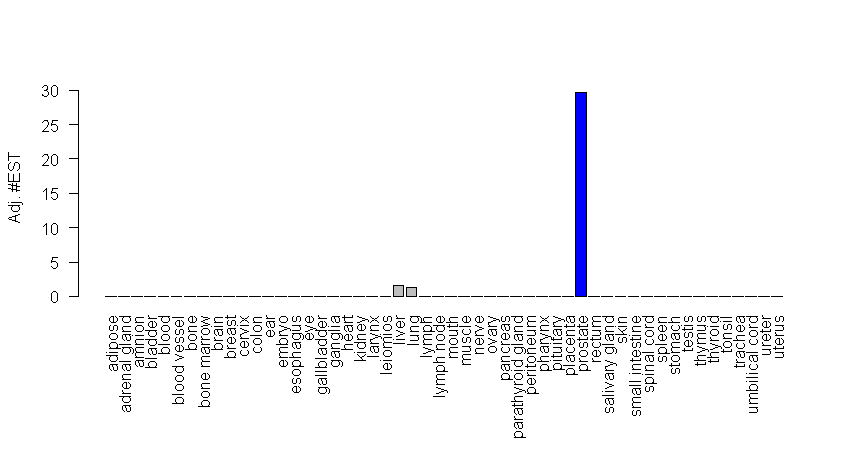 Adj. #EST
30
25
20
15
10
5
0
adipose
adrenal gland
amnion
bladder
blood
blood vessel
bone
bone marrow
brain
breast
cervix
colon
ear
embryo
esophagus
eye
gallbladder
ganglia
heart
kidney
larynx
leiomios
liver
lung
lymph
lymph node
mouth
muscle
nerve
ovary
pancreas
parathyroid gland
peritoneum
pharynx
pituitary
placenta
prostate
rectum
salivary gland
skin
small intestine
spinal cord
spleen
stomach
testis
thymus
thyroid
tonsil
trachea
umbilical cord
ureter
uterus